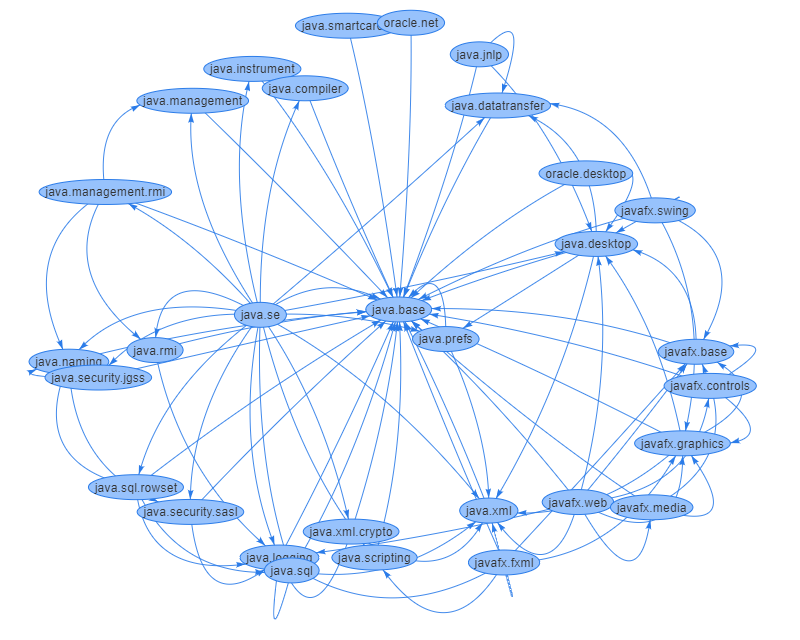 java.smartcard
oracle.net
java.jnlp
java.instrument
java.compiler
java.management
java.datatransfer
oracle.desktop
java.management.rmi
javafx.swing
java.desktop
java.se
java.base
java.prefs
java.rmi
java.naming
javafx.base
java.security.jgss
javafx.controls
javafx.graphics
java.sql.rowset
java.security.sasl
java.xml
javafx.web
javafx.media
java.xml.crypto
java.logging
java.scripting
java.sql
javafx.fxml